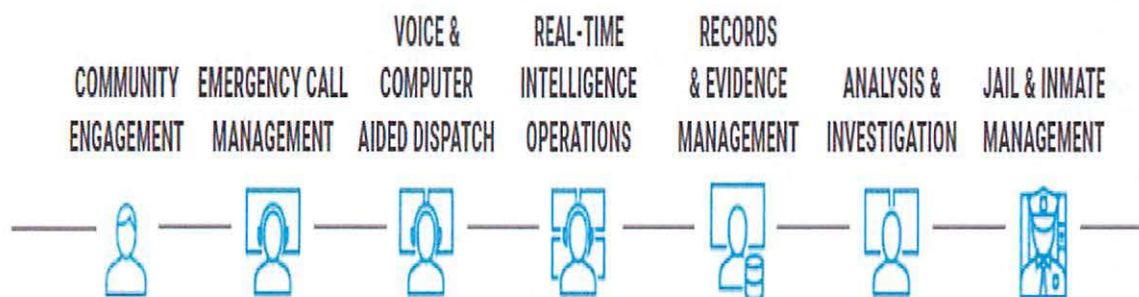 COMMUNITY
ENGAGEMENT
EMERGENCY CALL
MANAGEMENT
VOICE &
COMPUTER
AIDED DISPATCH
REAL-TIME
INTELLIGENCE
OPERATIONS
RECORDS
& EVIDENCE
MANAGEMENT
ANALYSIS &
INVESTIGATION
JAIL & INMATE
MANAGEMENT